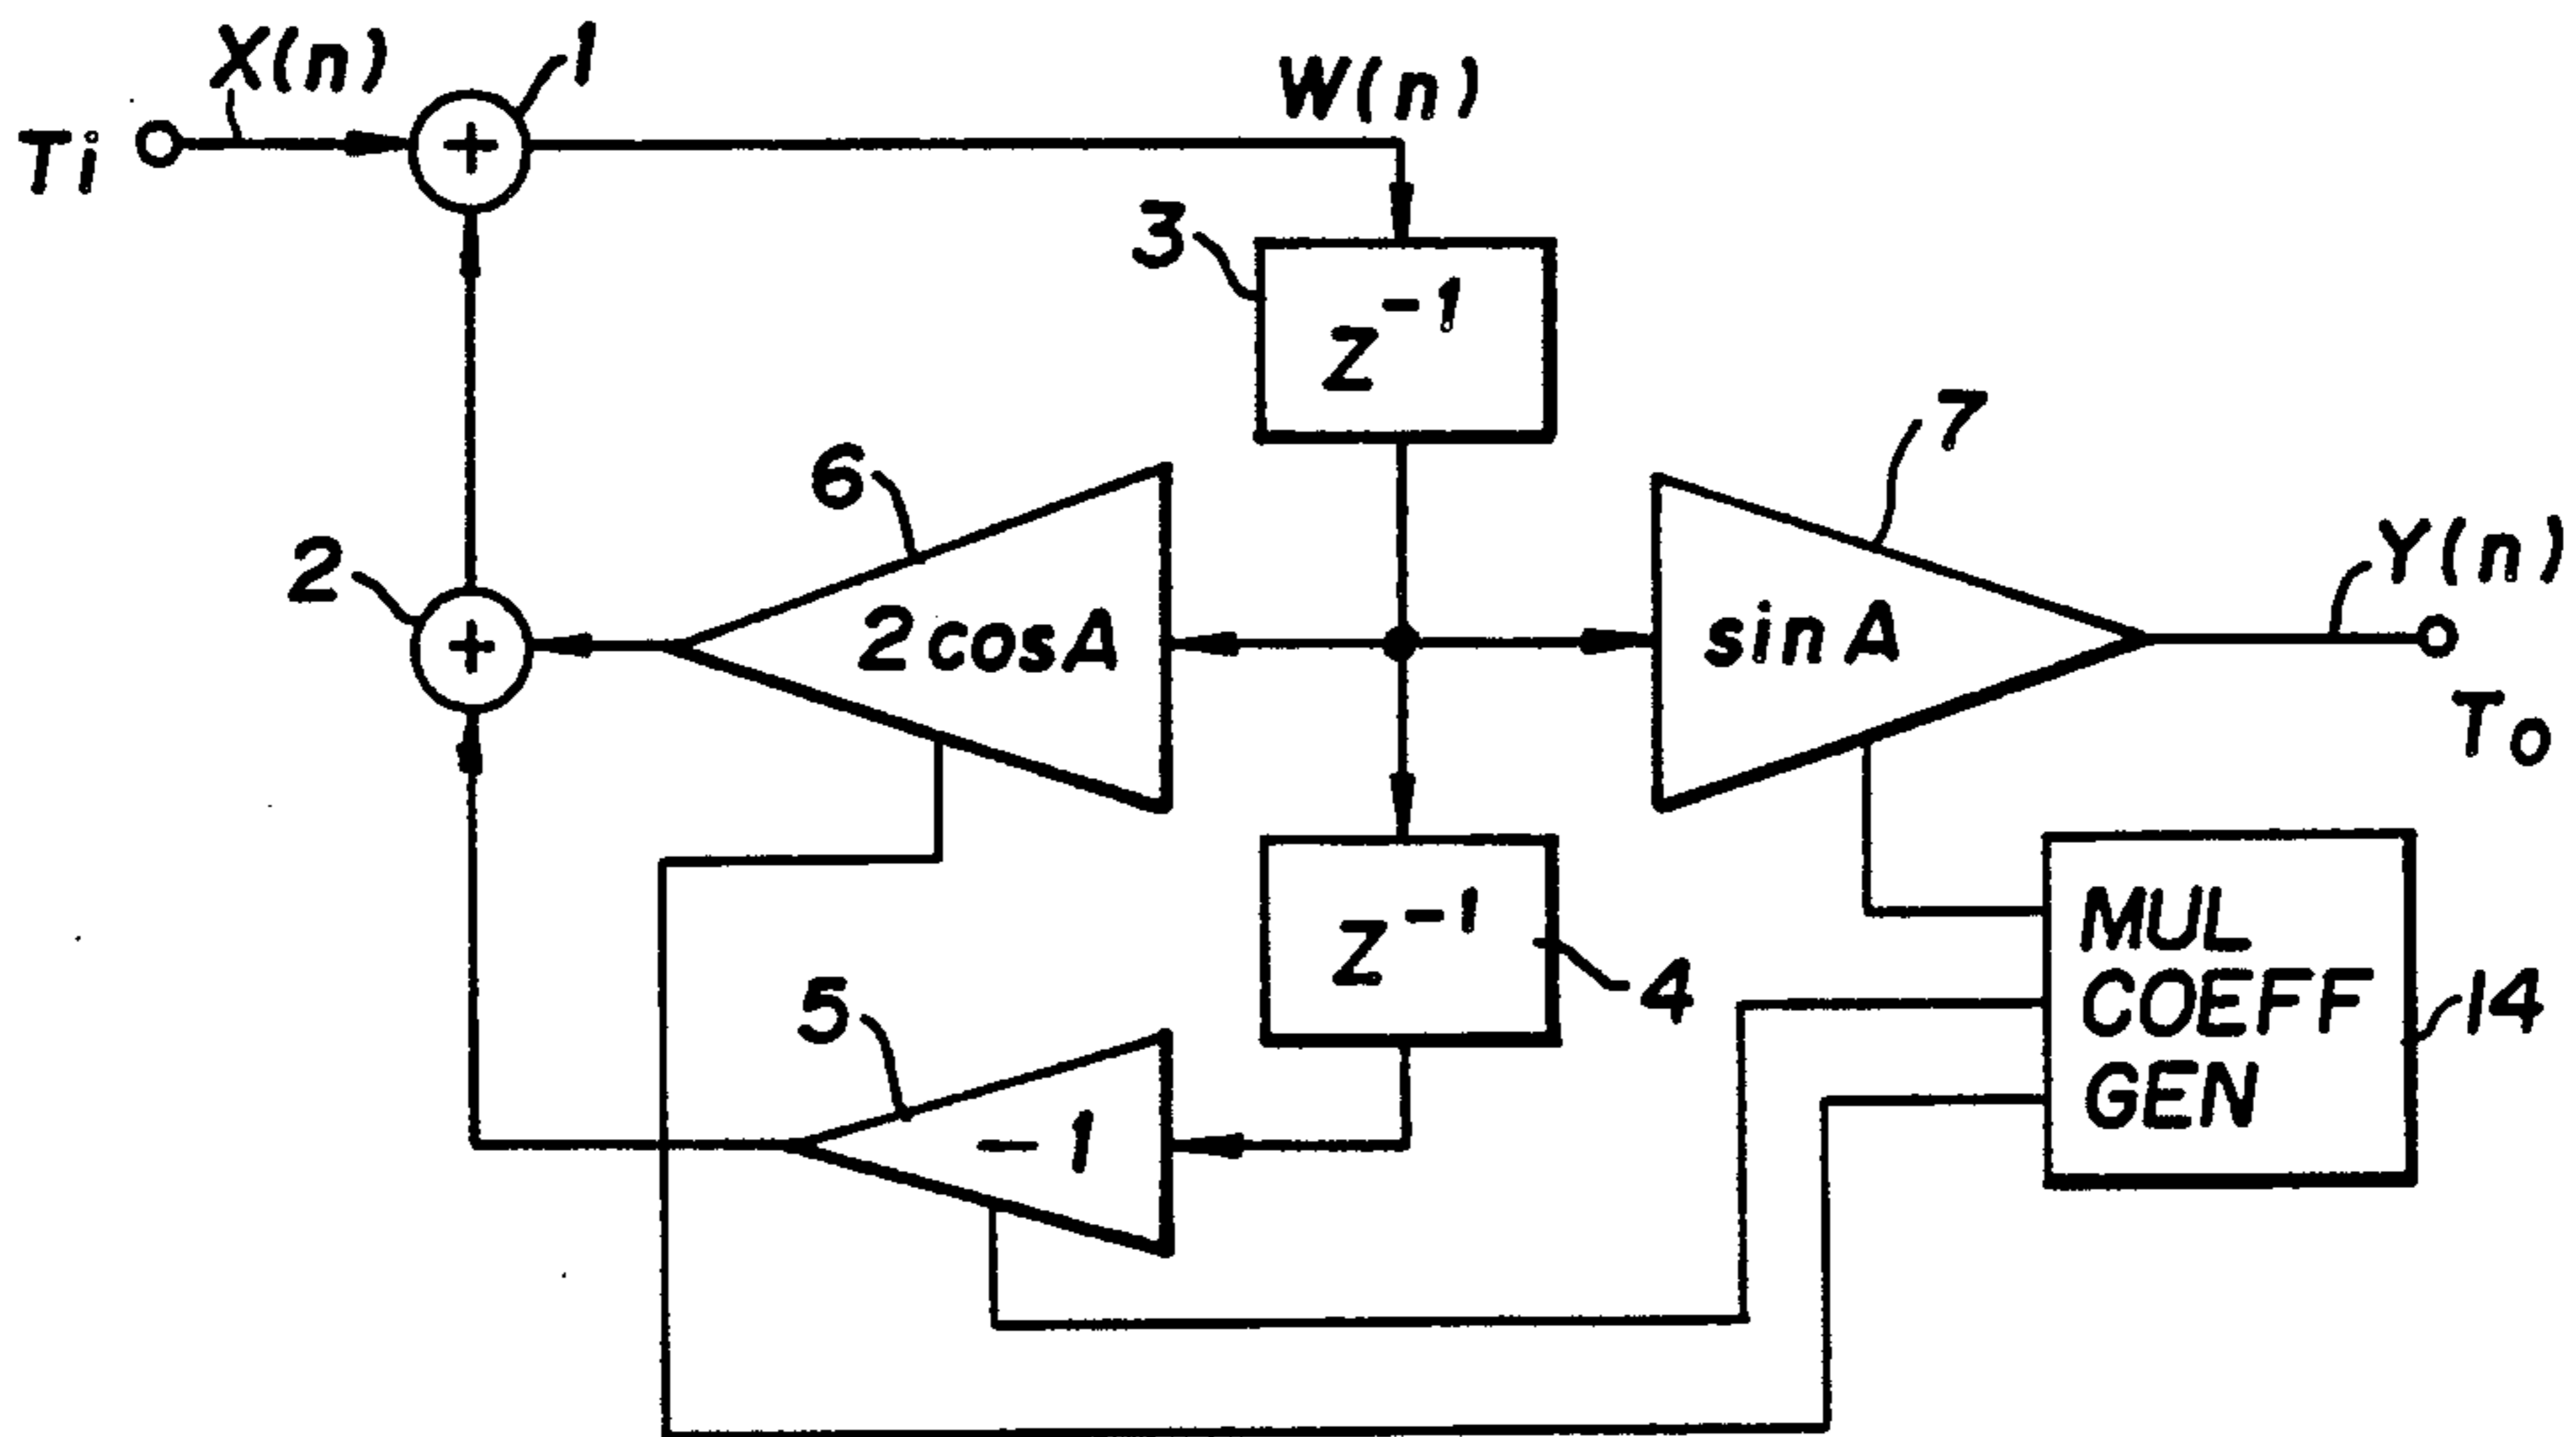 X(n)
1
W(n)
Ti
3
z⁻¹
6
7
2
2cosA
sinA
Y(n)
To
5
z⁻¹
4
-1
MUL
COEFF
GEN
14